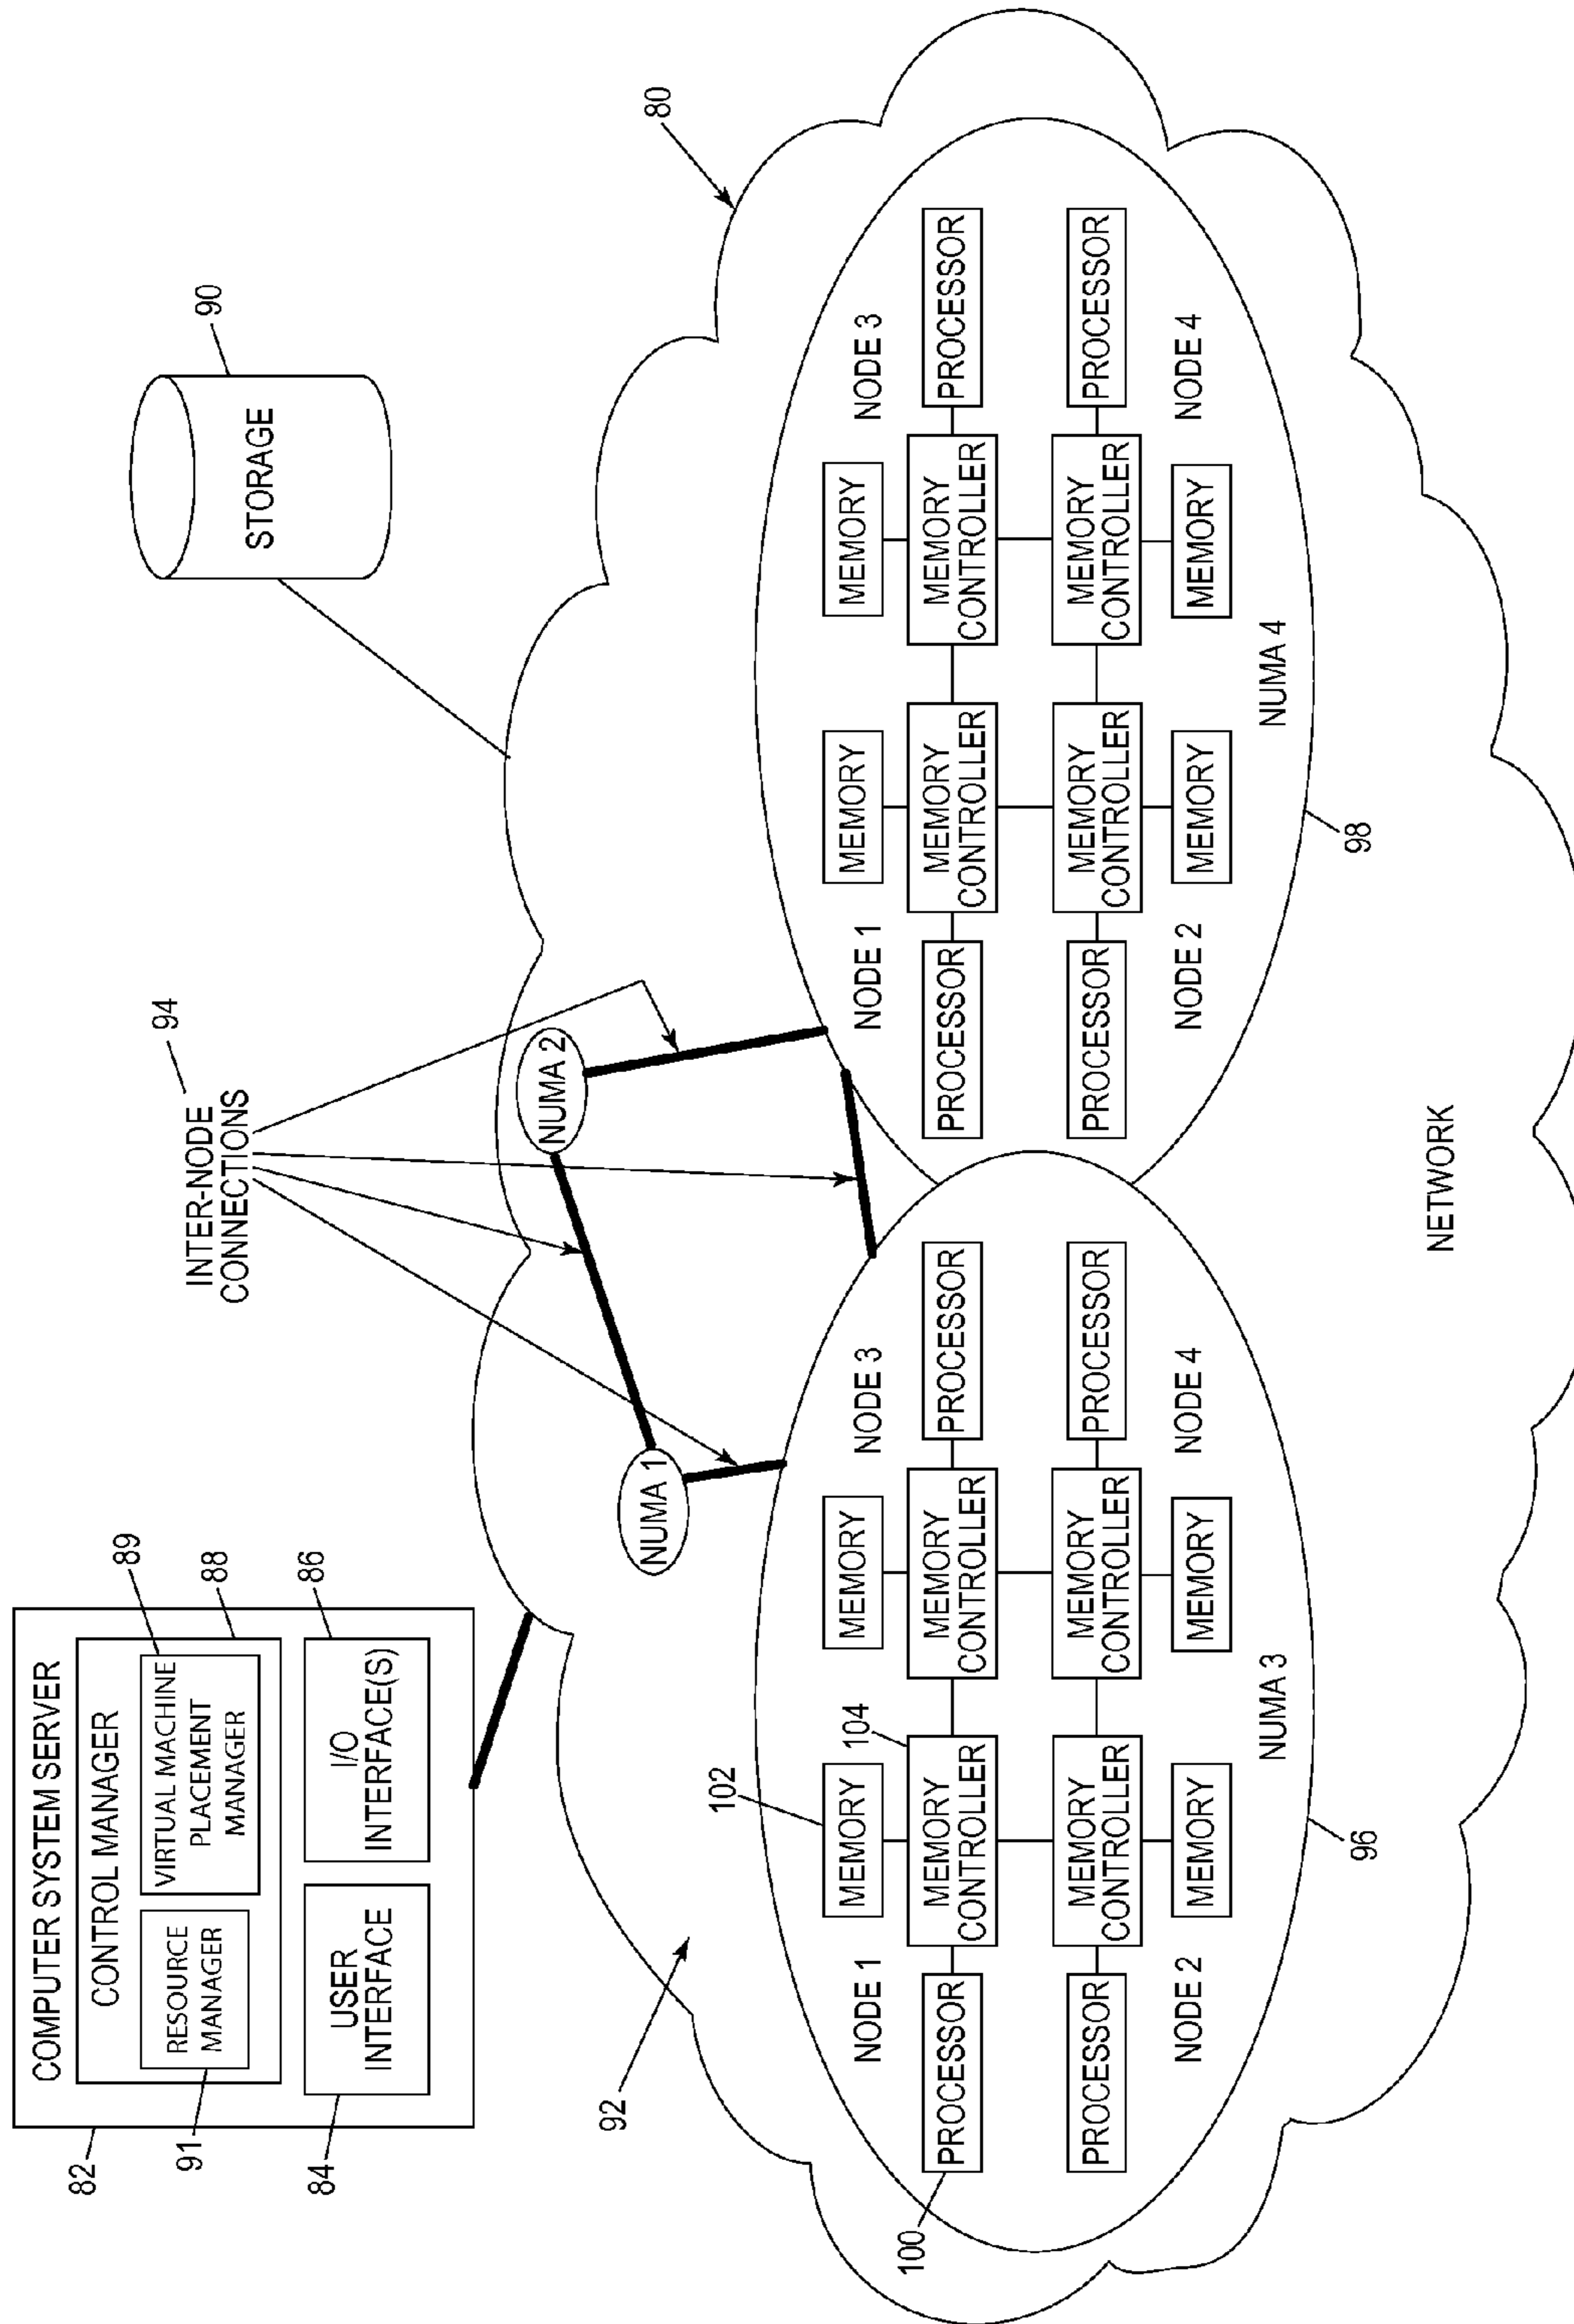 COMPUTER SYSTEM SERVER
CONTROL MANAGER
RESOURCE
MANAGER
VIRTUAL MACHINE
PLACEMENT
MANAGER
USER
INTERFACE
I/O
INTERFACE(S)
82
91
84
89
88
86
INTER-NODE
CONNECTIONS
94
STORAGE
90
80
92
NUMA 1
NUMA 2
102
104
100
NODE 1
MEMORY
MEMORY
NODE 3
PROCESSOR
MEMORY
CONTROLLER
MEMORY
CONTROLLER
PROCESSOR
PROCESSOR
MEMORY
CONTROLLER
MEMORY
CONTROLLER
PROCESSOR
NODE 2
MEMORY
MEMORY
NODE 4
NUMA 3
96
NODE 1
MEMORY
MEMORY
NODE 3
PROCESSOR
MEMORY
CONTROLLER
MEMORY
CONTROLLER
PROCESSOR
PROCESSOR
MEMORY
CONTROLLER
MEMORY
CONTROLLER
PROCESSOR
NODE 2
MEMORY
MEMORY
NODE 4
NUMA 4
98
NETWORK